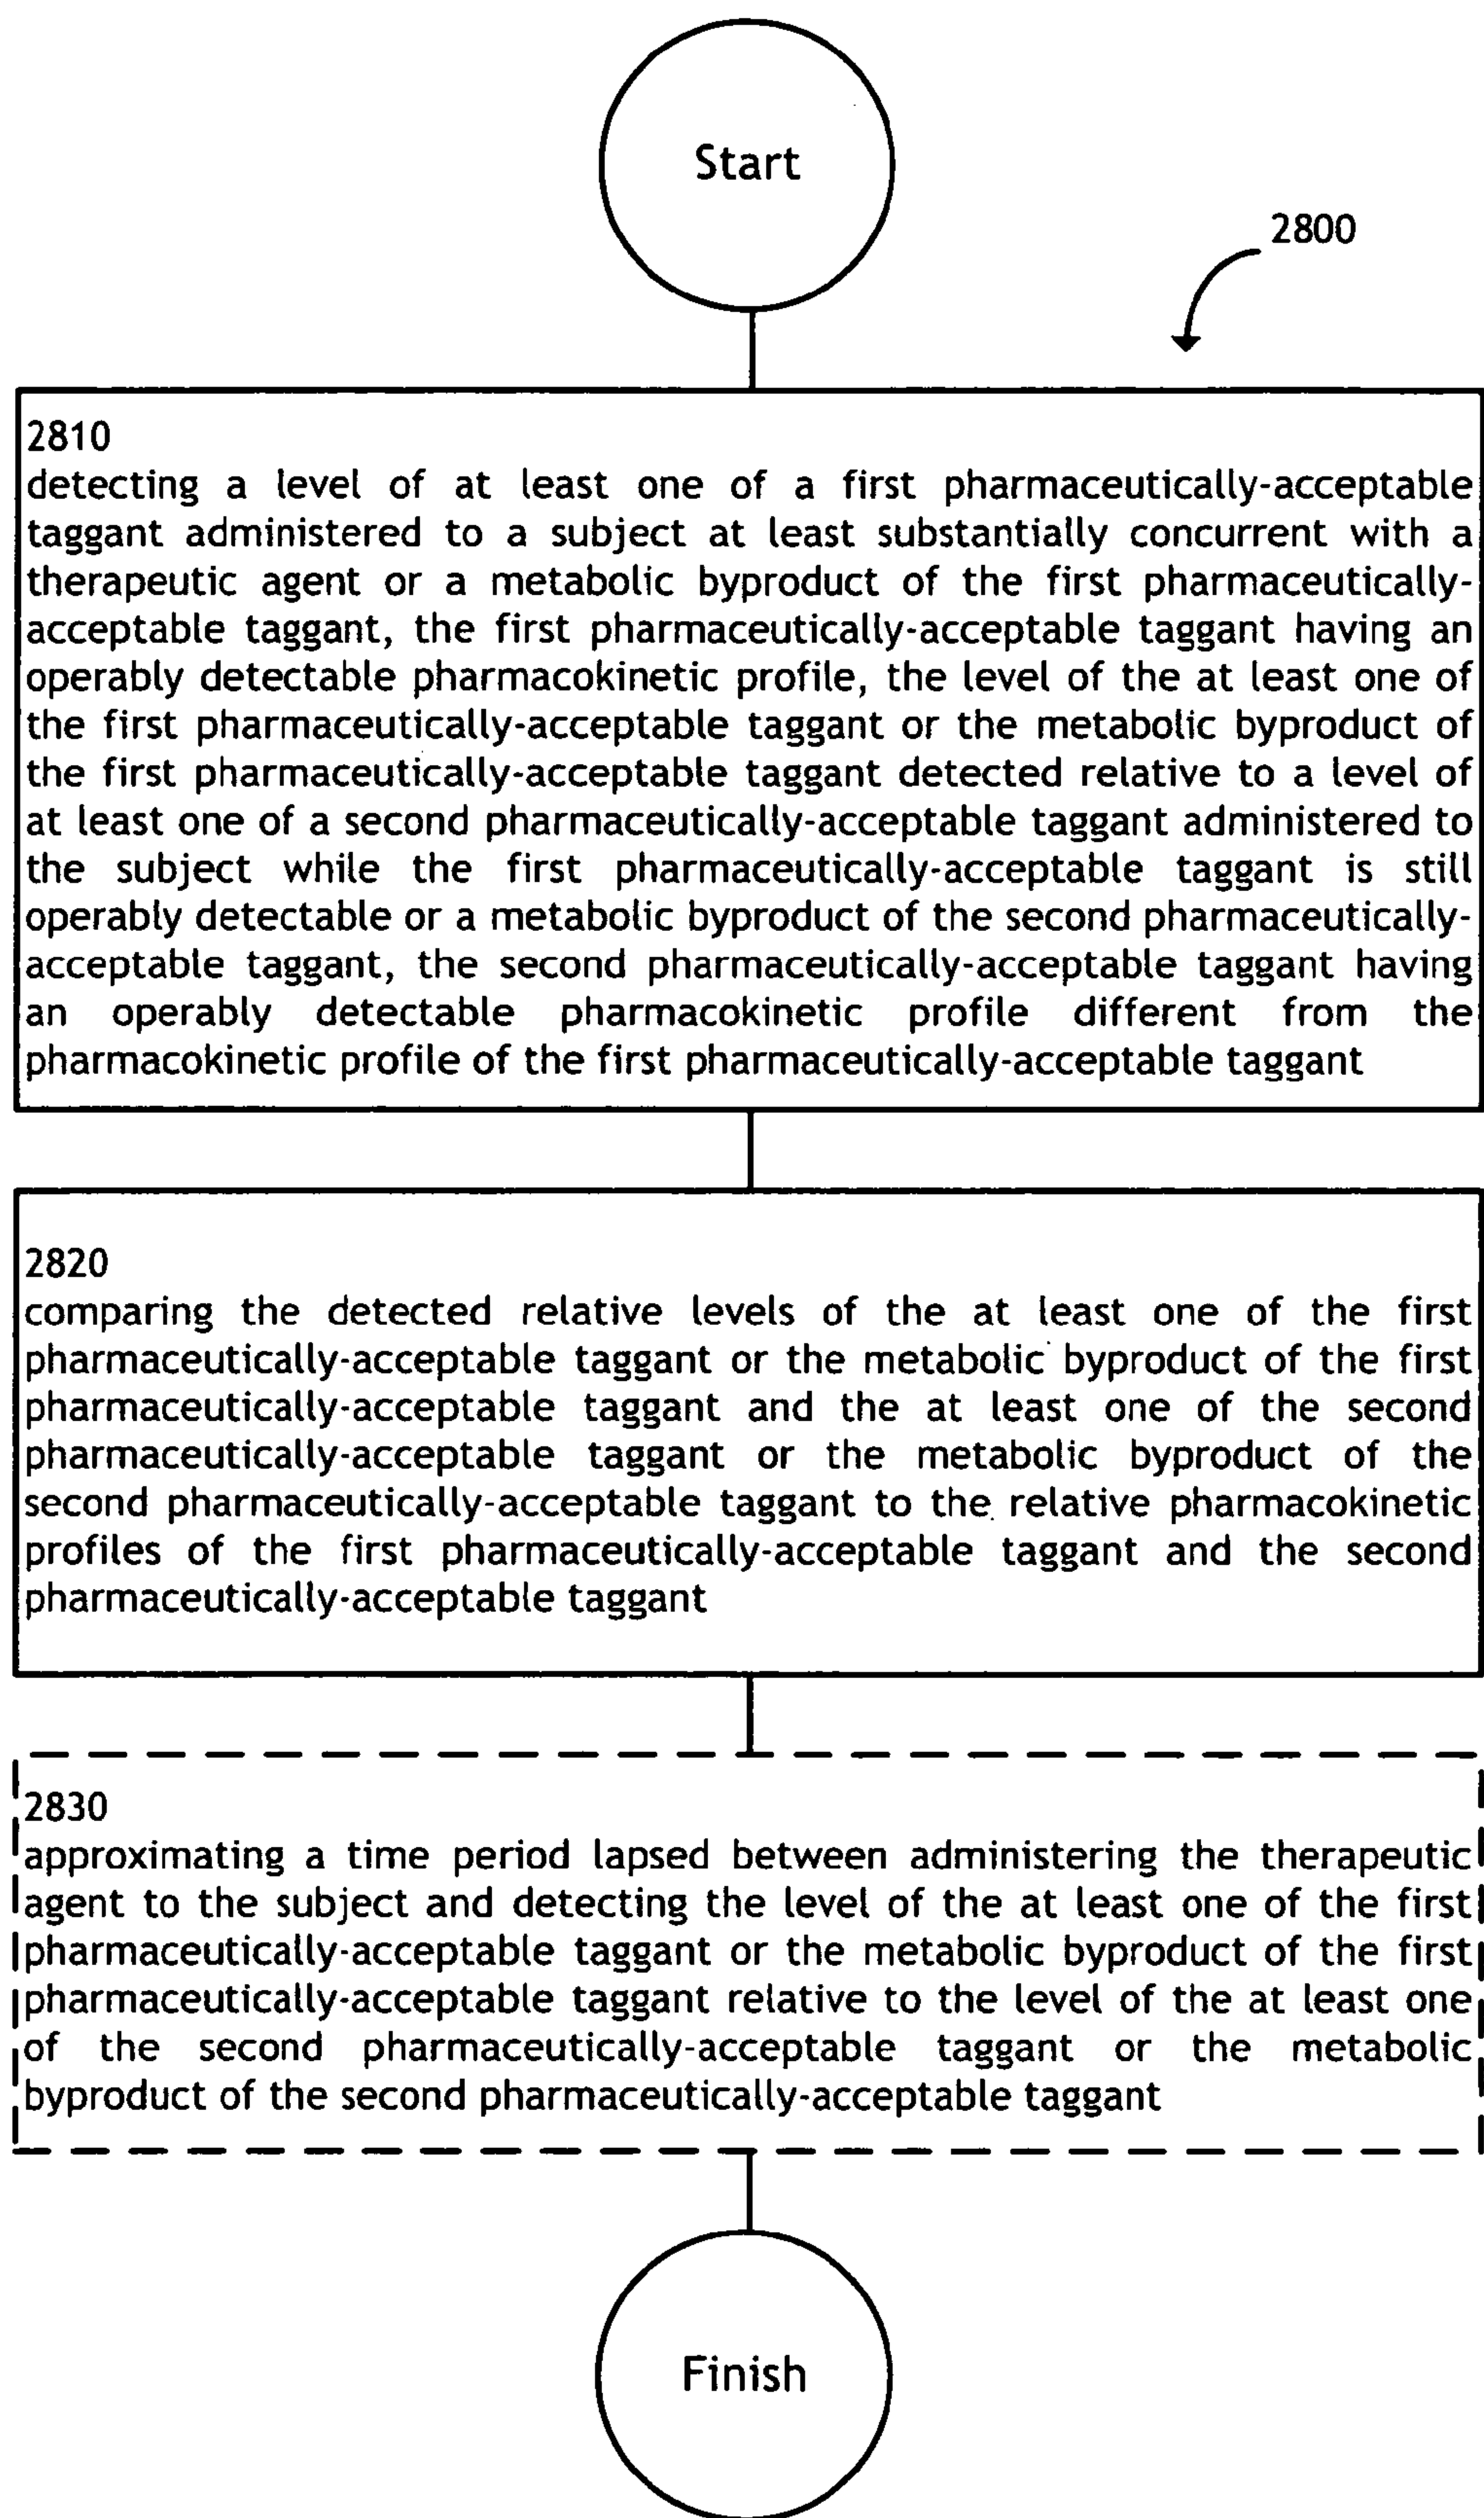 Start
2800
2810
detecting a level of at least one of a first pharmaceutically-acceptable
taggant administered to a subject at least substantially concurrent with a
therapeutic agent or a metabolic byproduct of the first pharmaceutically-
acceptable taggant, the first pharmaceutically-acceptable taggant having an
operably detectable pharmacokinetic profile, the level of the at least one of
the first pharmaceutically-acceptable taggant or the metabolic byproduct of
the first pharmaceutically-acceptable taggant detected relative to a level of
at least one of a second pharmaceutically-acceptable taggant administered to
the subject while the first pharmaceutically-acceptable taggant is still
operably detectable or a metabolic byproduct of the second pharmaceutically-
acceptable taggant, the second pharmaceutically-acceptable taggant having
an operably detectable pharmacokinetic profile different from the
pharmacokinetic profile of the first pharmaceutically-acceptable taggant
2820
comparing the detected relative levels of the at least one of the first
pharmaceutically-acceptable taggant or the metabolic byproduct of the first
pharmaceutically-acceptable taggant and the at least one of the second
pharmaceutically-acceptable taggant or the metabolic byproduct of the
second pharmaceutically-acceptable taggant to the relative pharmacokinetic
profiles of the first pharmaceutically-acceptable taggant and the second
pharmaceutically-acceptable taggant
2830
approximating a time period lapsed between administering the therapeutic
agent to the subject and detecting the level of the at least one of the first
pharmaceutically-acceptable taggant or the metabolic byproduct of the first
pharmaceutically-acceptable taggant relative to the level of the at least one
of the second pharmaceutically-acceptable taggant or the metabolic
byproduct of the second pharmaceutically-acceptable taggant
Finish